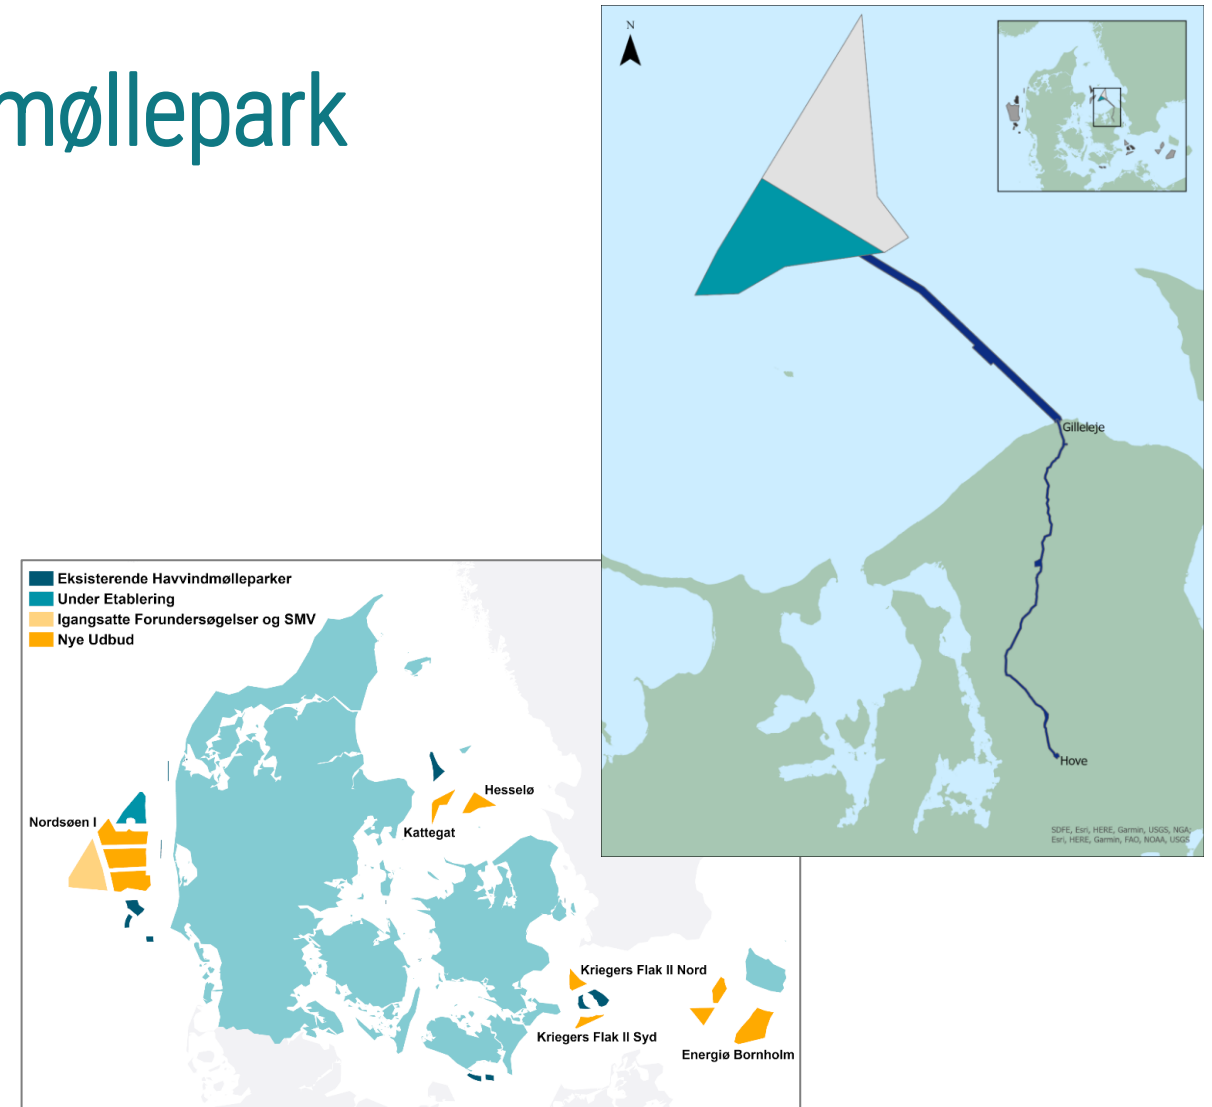 møllepark
N
Gilleleje
Hove
SDFE, Esri, HERE, Garmin, USGS, NGA;
Esri, HERE, Garmin, FAO, NOAA, USGS
Eksisterende Havvindmølleparker
Under Etablering
Igangsatte Forundersøgelser og SMV
Nye Udbud
Hesselø
Nordsøen I
Kattegat
Kriegers Flak II Nord
Kriegers Flak II Syd
Energiø Bornholm